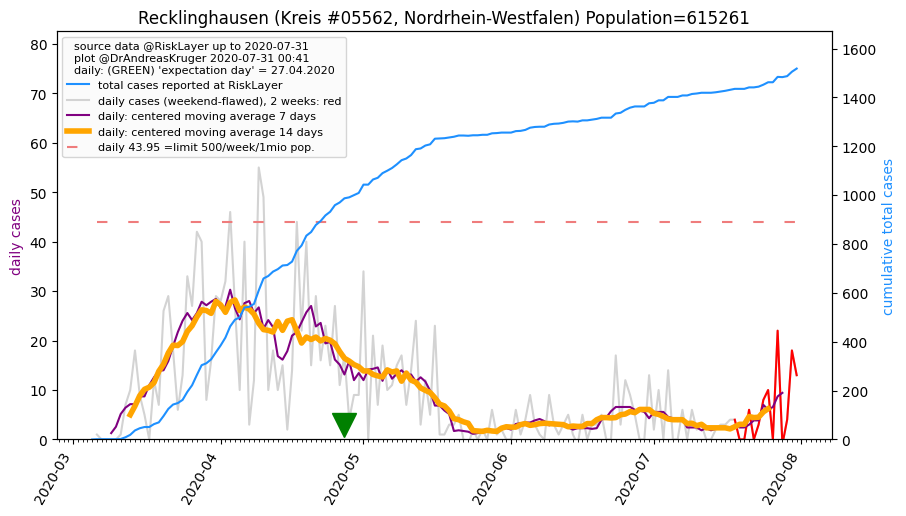 Recklinghausen (Kreis #05562, Nordrhein-Westfalen) Population=615261
source data @RiskLayer up to 2020-07-31
plot @DrAndreasKruger 2020-07-31 00:41
daily: (GREEN) 'expectation day' = 27.04.2020
total cases reported at RiskLayer
daily cases (weekend-flawed), 2 weeks: red
daily: centered moving average 7 days
daily: centered moving average 14 days
daily 43.95 =limit 500/week/1mio pop.
daily cases
80
70
60
50
40
30
20
10
0
1600
1400
1200
1000
800
600
400
200
0
cumulative total cases
2020-03
2020-04
2020-05
2020-06
2020-07
2020-08